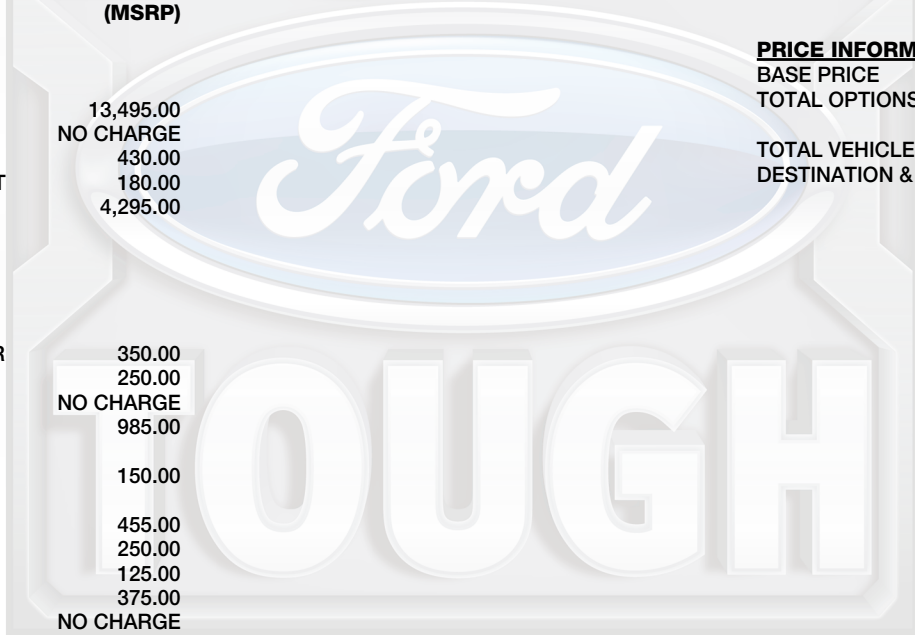 (MSRP)
13,495.00
NO CHARGE
430.00
T 180.00
4,295.00
R 350.00
250.00
NO CHARGE
985.00
150.00
455.00
250.00
125.00
375.00
NO CHARGE
PRICE INFORM
BASE PRICE
TOTAL OPTIONS
TOTAL VEHICLE
DESTINATION &
Ford
TOUGH